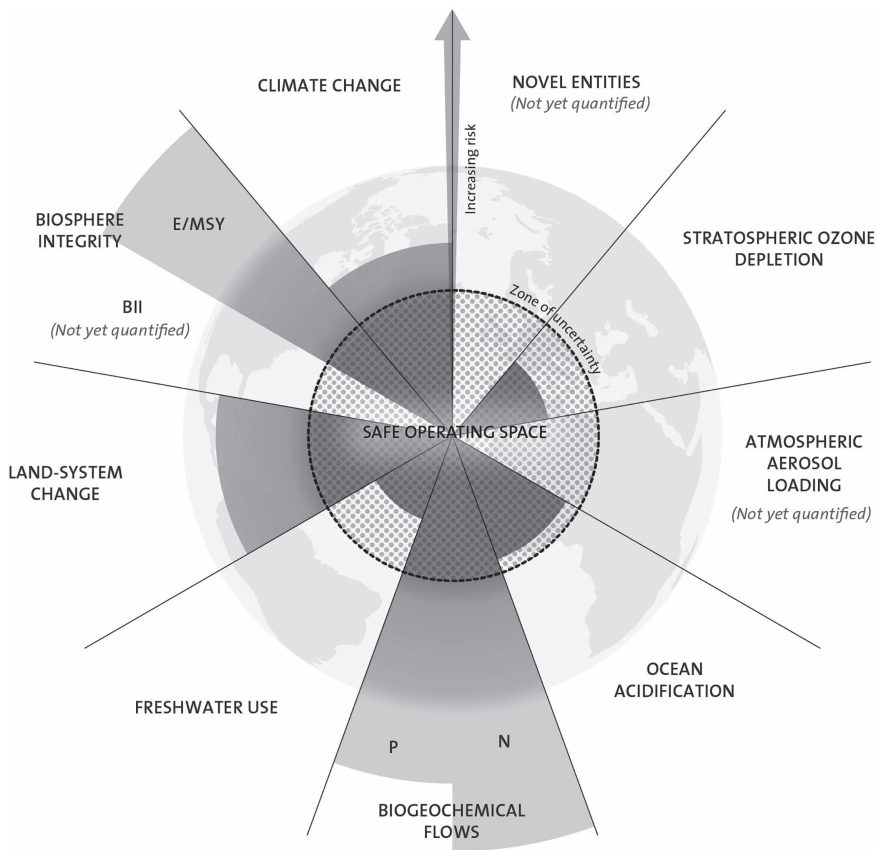 CLIMATE CHANGE
NOVEL ENTITIES
(Not yet quantified)
Increasing risk
STRATOSPHERIC OZONE
DEPLETION
Zone of uncertainty
BIOSPHERE
INTEGRITY
E/MSY
BII
(Not yet quantified)
SAFE OPERATING SPACE
ATMOSPHERIC
AEROSOL
LOADING
(Not yet quantified)
LAND-SYSTEM
CHANGE
OCEAN
ACIDIFICATION
FRESHWATER USE
P
N
BIOGEOCHEMICAL
FLOWS